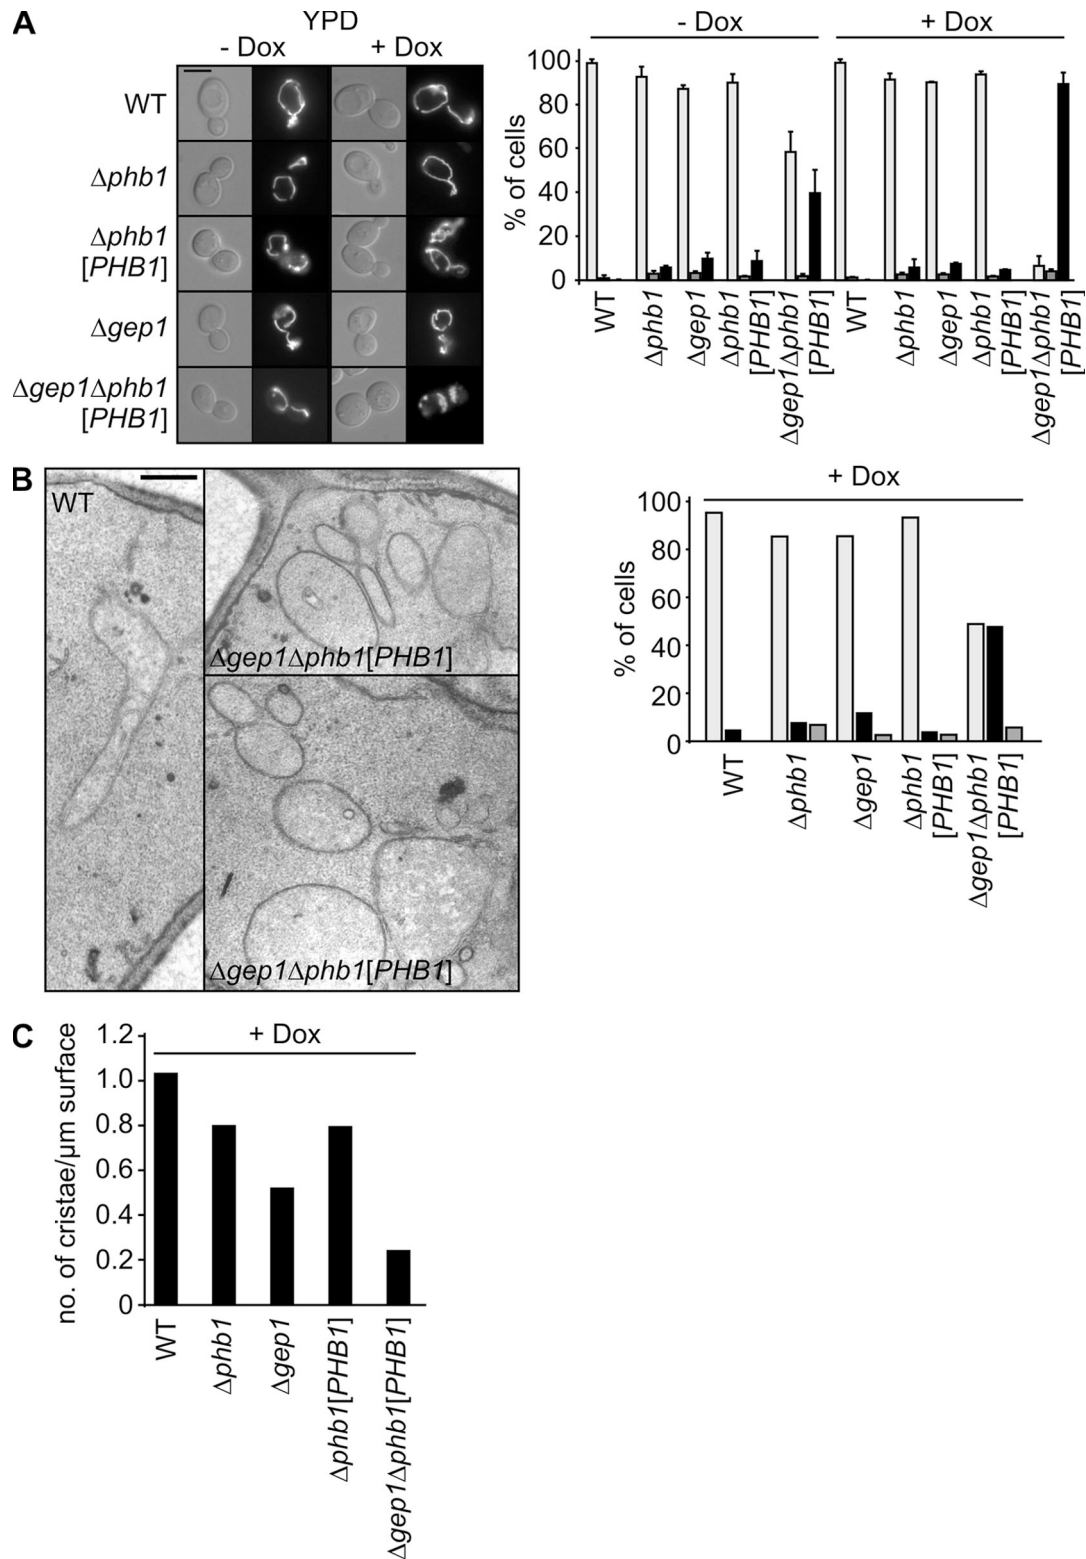 A
YPD
- Dox + Dox
WT
Δphb1
Δphb1
[PHB1]
Δgep1
Δgep1Δphb1
[PHB1]
- Dox + Dox
% of cells
100
80
60
40
20
0
WT
Δphb1
Δgep1
Δphb1
[PHB1]
Δgep1Δphb1
[PHB1]
WT
Δphb1
Δgep1
Δphb1
[PHB1]
Δgep1Δphb1
[PHB1]
B
WT
Δgep1Δphb1[PHB1]
Δgep1Δphb1[PHB1]
+ Dox
% of cells
100
80
60
40
20
0
WT
Δphb1
Δgep1
Δphb1
[PHB1]
Δgep1Δphb1
[PHB1]
C
+ Dox
no. of cristae/μm surface
1.2
1.0
0.8
0.6
0.4
0.2
0
WT
Δphb1
Δgep1
Δphb1[PHB1]
Δgep1Δphb1[PHB1]